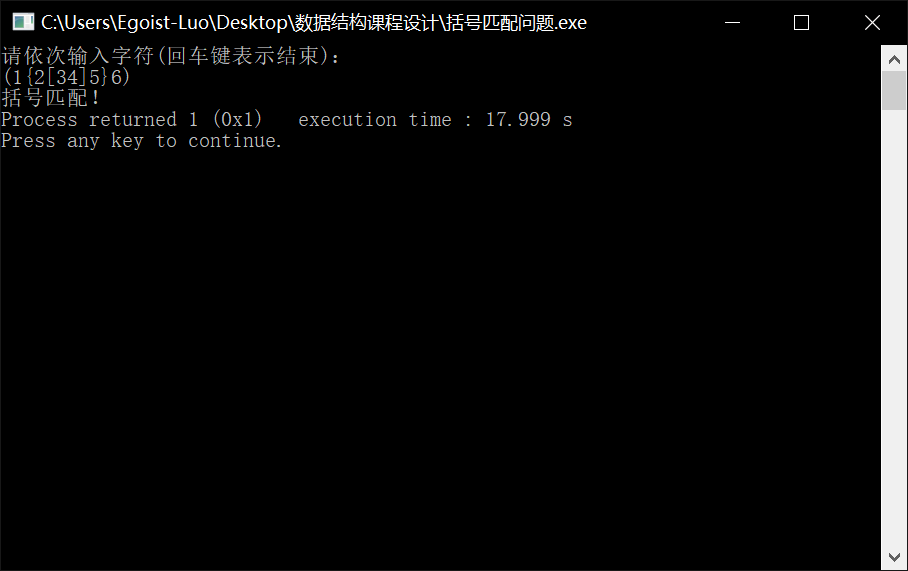 C:\Users\Egoist-Luo\Desktop\数据结构课程设计\括号匹配问题.exe
请依次输入字符(回车键表示结束):
(1{2[34]5}6)
括号匹配!
Process returned 1 (0x1)   execution time : 17.999 s
Press any key to continue.